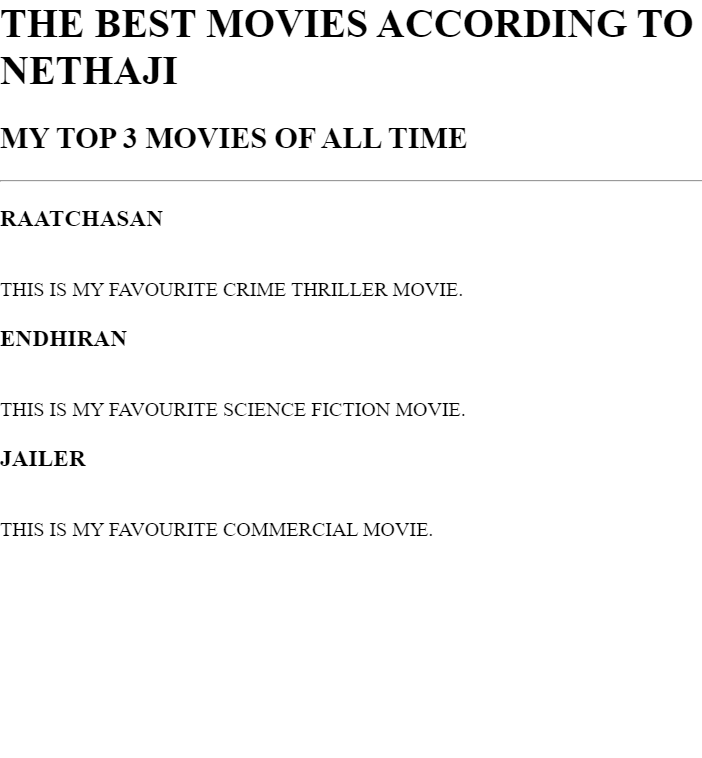 THE BEST MOVIES ACCORDING TO
NETHAJI
MY TOP 3 MOVIES OF ALL TIME
RAATCHASAN
THIS IS MY FAVOURITE CRIME THRILLER MOVIE.
ENDHIRAN
THIS IS MY FAVOURITE SCIENCE FICTION MOVIE.
JAILER
THIS IS MY FAVOURITE COMMERCIAL MOVIE.